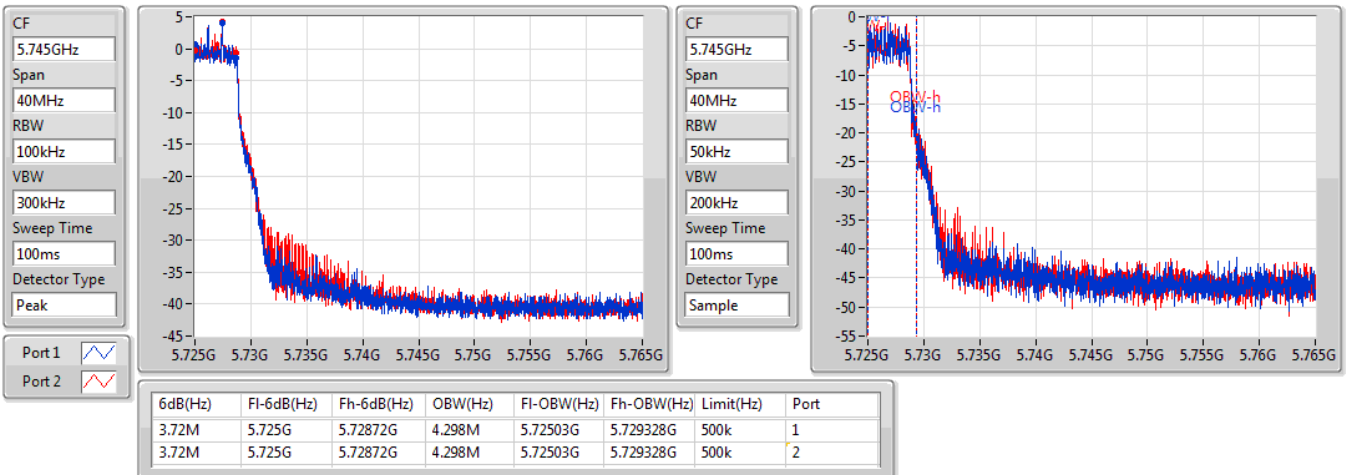 CF
5.745GHz
Span
40MHz
RBW
100kHz
VBW
300kHz
Sweep Time
100ms
Detector Type
Peak
Port 1
Port 2
5
0
-5
-10
-15
-20
-25
-30
-35
-40
-45
5.725G 5.73G 5.735G 5.74G 5.745G 5.75G 5.755G 5.76G 5.765G
CF
5.745GHz
Span
40MHz
RBW
50kHz
VBW
200kHz
Sweep Time
100ms
Detector Type
Sample
0
-5
-10
-15
-20
-25
-30
-35
-40
-45
-50
-55
OBW-h
OBW-h
5.725G 5.73G 5.735G 5.74G 5.745G 5.75G 5.755G 5.76G 5.765G
6dB(Hz) Fl-6dB(Hz) Fh-6dB(Hz) OBW(Hz) Fl-OBW(Hz) Fh-OBW(Hz) Limit(Hz) Port
3.72M 5.725G 5.72872G 4.298M 5.72503G 5.729328G 500k 1
3.72M 5.725G 5.72872G 4.298M 5.72503G 5.729328G 500k 2